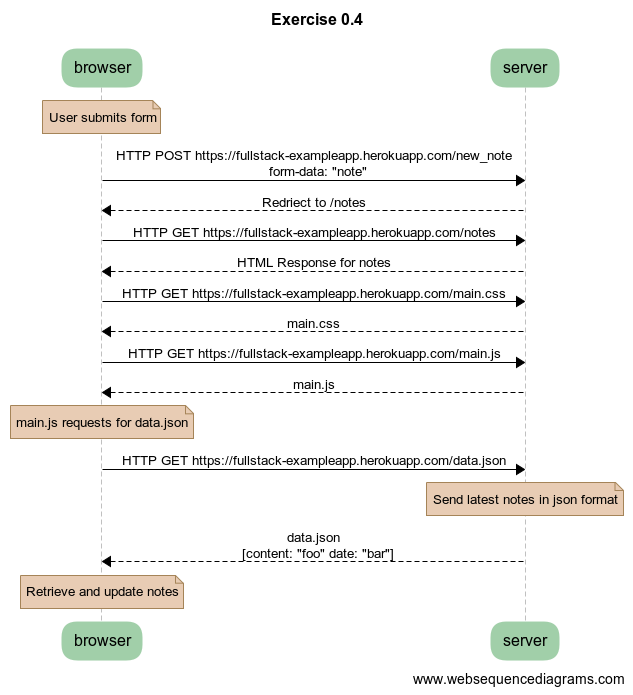 Exercise 0.4
browser
server
User submits form
HTTP POST https://fullstack-exampleapp.herokuapp.com/new_note
form-data: "note"
Redriect to /notes
HTTP GET https://fullstack-exampleapp.herokuapp.com/notes
HTML Response for notes
HTTP GET https://fullstack-exampleapp.herokuapp.com/main.css
main.css
HTTP GET https://fullstack-exampleapp.herokuapp.com/main.js
main.js
main.js requests for data.json
HTTP GET https://fullstack-exampleapp.herokuapp.com/data.json
Send latest notes in json format
data.json
[content: "foo" date: "bar"]
Retrieve and update notes
browser
server
www.websequencediagrams.com